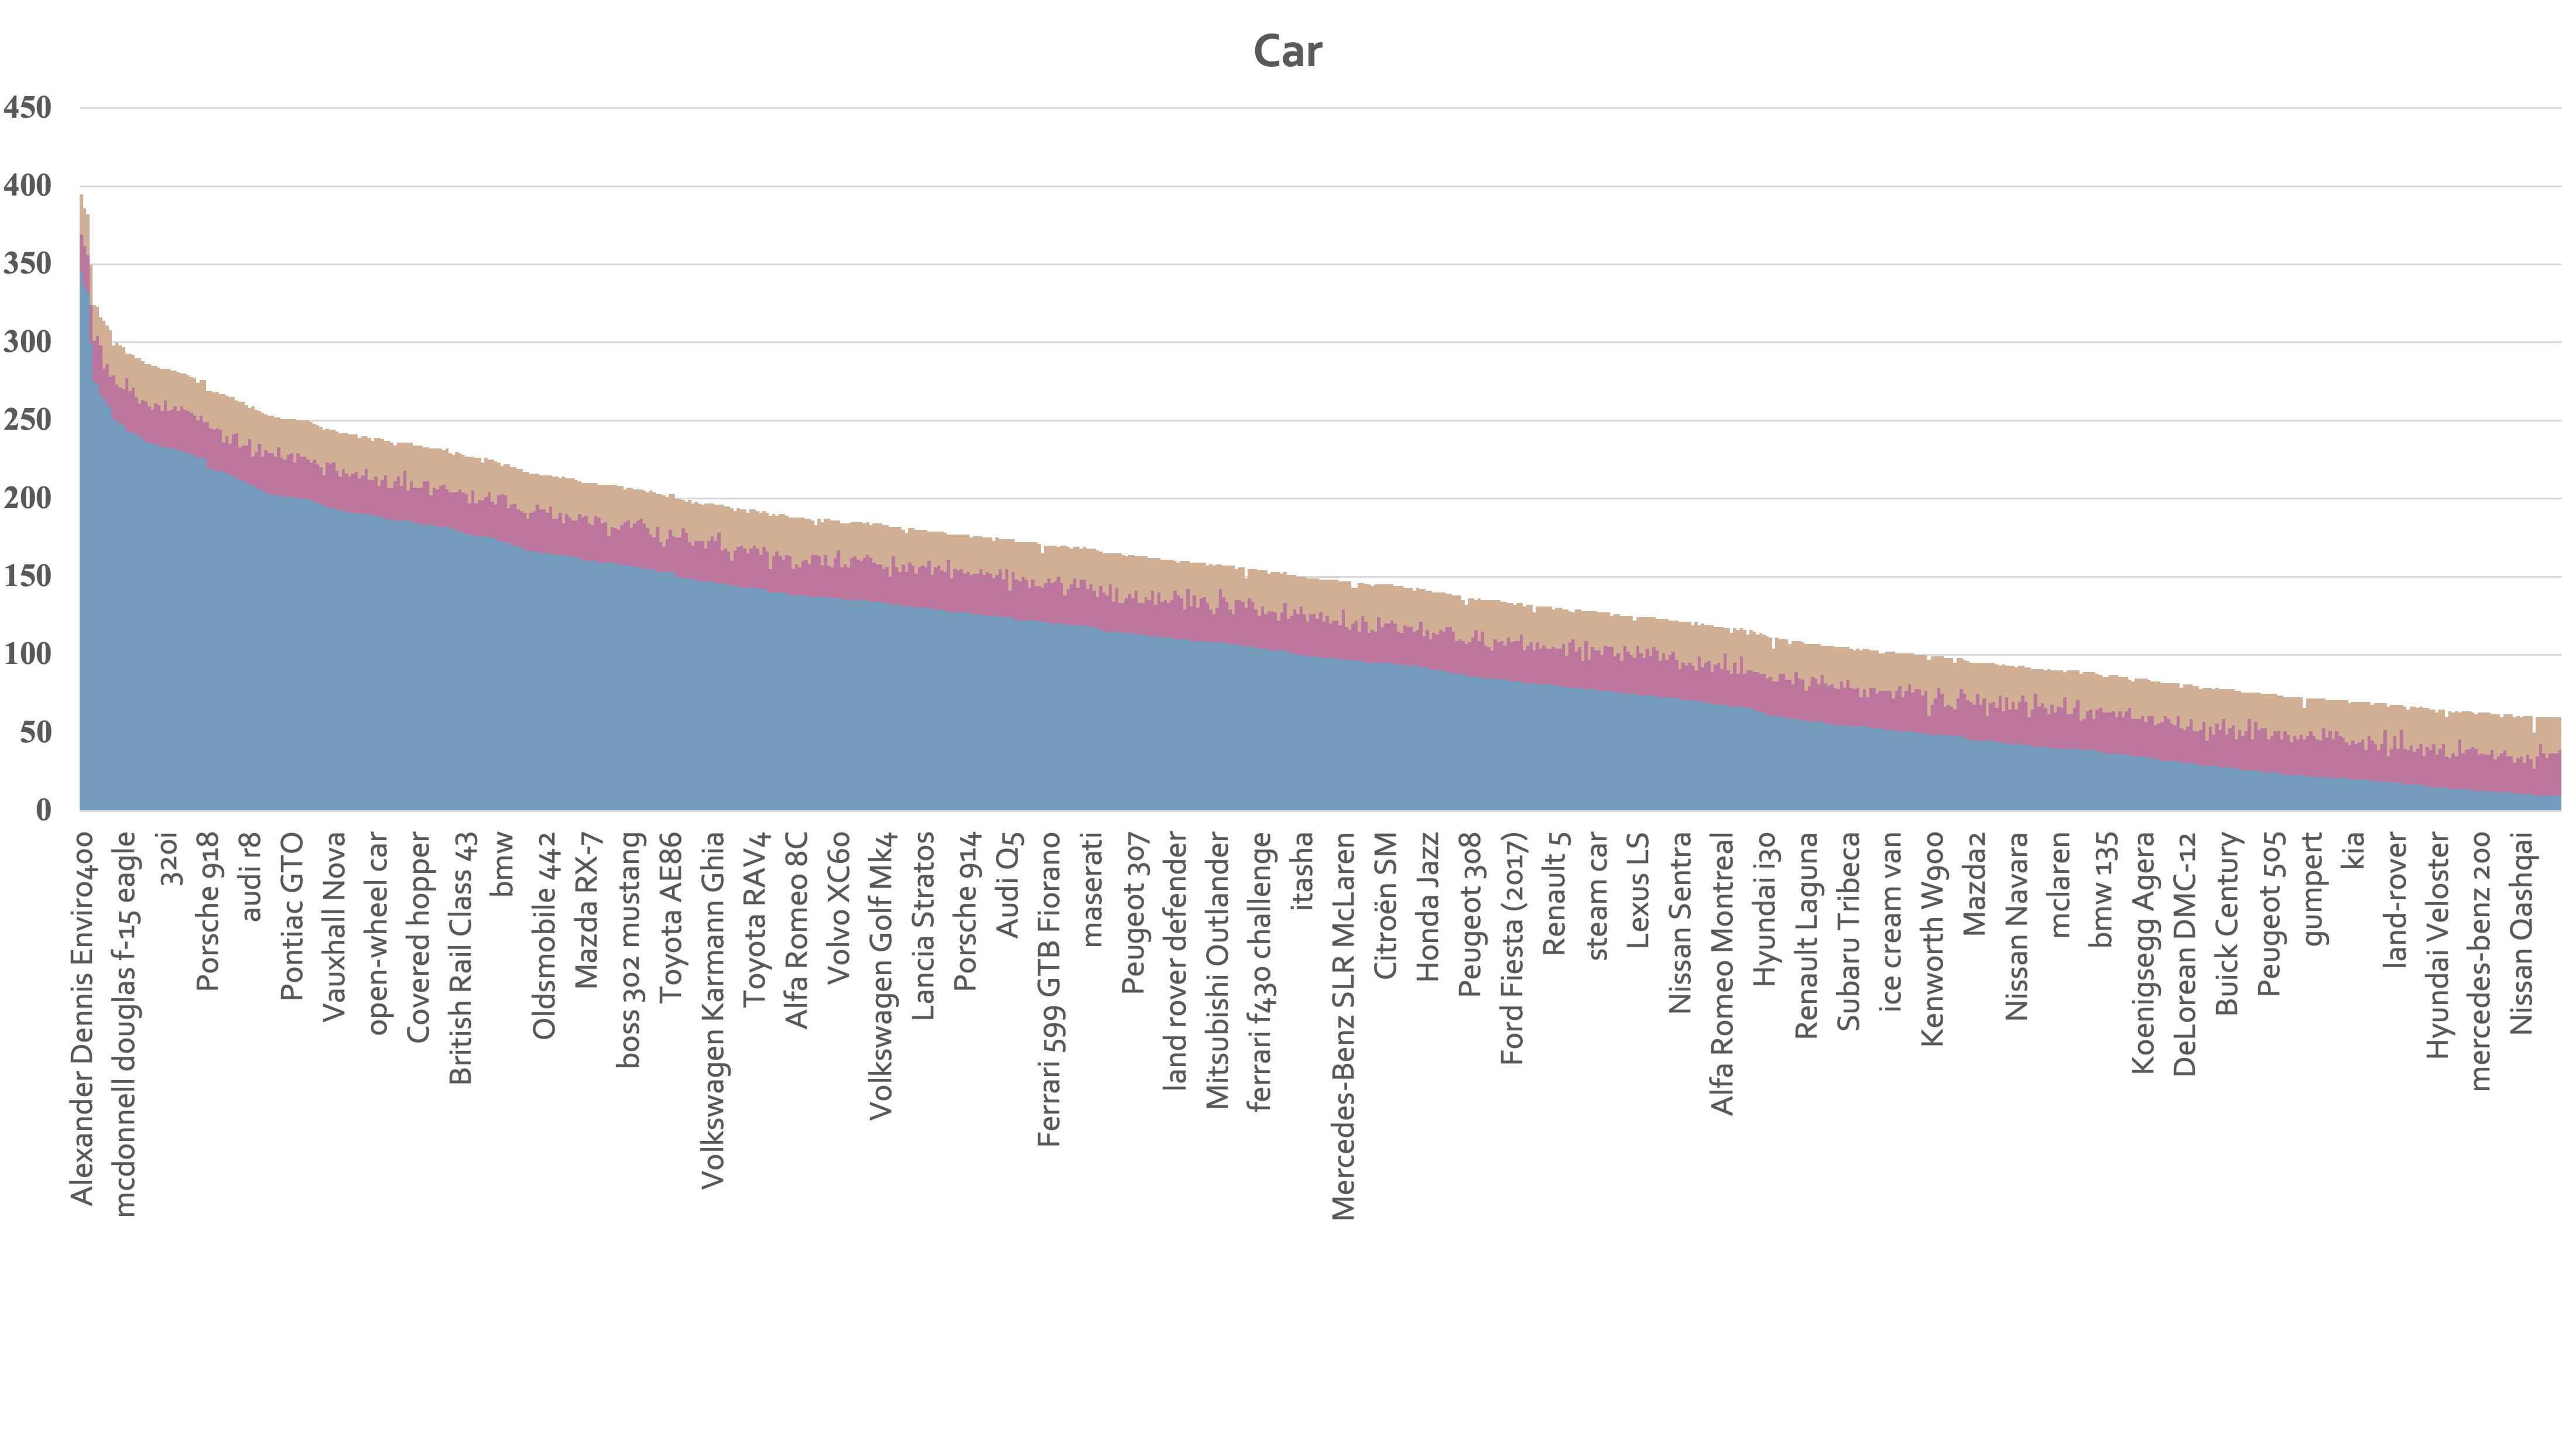 Car
450
400
350
300
250
200
150
100
50
0
Alexander Dennis Enviro400
mcdonnell douglas f-15 eagle
320i
Porsche 918
audi r8
Pontiac GTO
Vauxhall Nova
open-wheel car
Covered hopper
British Rail Class 43
bmw
Oldsmobile 442
Mazda RX-7
boss 302 mustang
Toyota AE86
Volkswagen Karmann Ghia
Toyota RAV4
Alfa Romeo 8C
Volvo XC60
Volkswagen Golf Mk4
Lancia Stratos
Porsche 914
Audi Q5
Ferrari 599 GTB Fiorano
maserati
Peugeot 307
land rover defender
Mitsubishi Outlander
ferrari f430 challenge
itasha
Mercedes-Benz SLR McLaren
Citroën SM
Honda Jazz
Peugeot 308
Ford Fiesta (2017)
Renault 5
steam car
Lexus LS
Nissan Sentra
Alfa Romeo Montreal
Hyundai i30
Renault Laguna
Subaru Tribeca
ice cream van
Kenworth W900
Mazda2
Nissan Navara
mclaren
bmw 135
Koenigsegg Agera
DeLorean DMC-12
Buick Century
Peugeot 505
gumpert
kia
land-rover
Hyundai Veloster
mercedes-benz 200
Nissan Qashqai